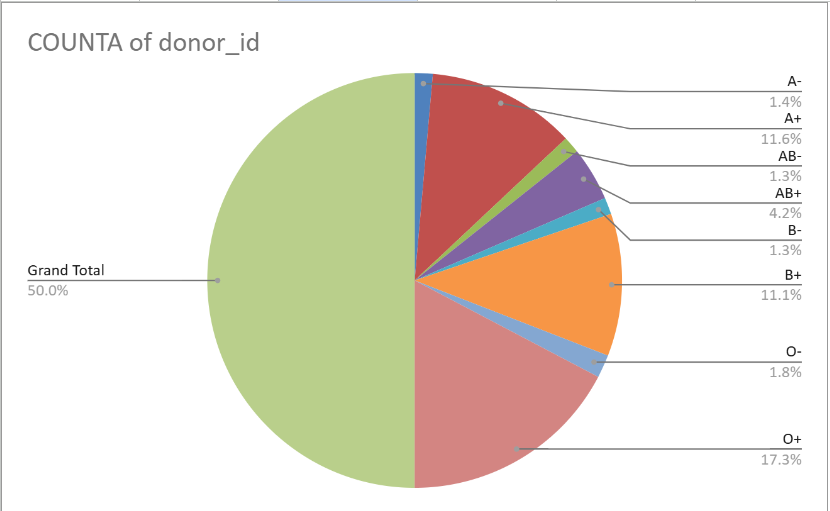 COUNTA of donor_id
A-
1.4%
A+
11.6%
AB-
1.3%
AB+
4.2%
B-
1.3%
B+
11.1%
O-
1.8%
O+
17.3%
Grand Total
50.0%